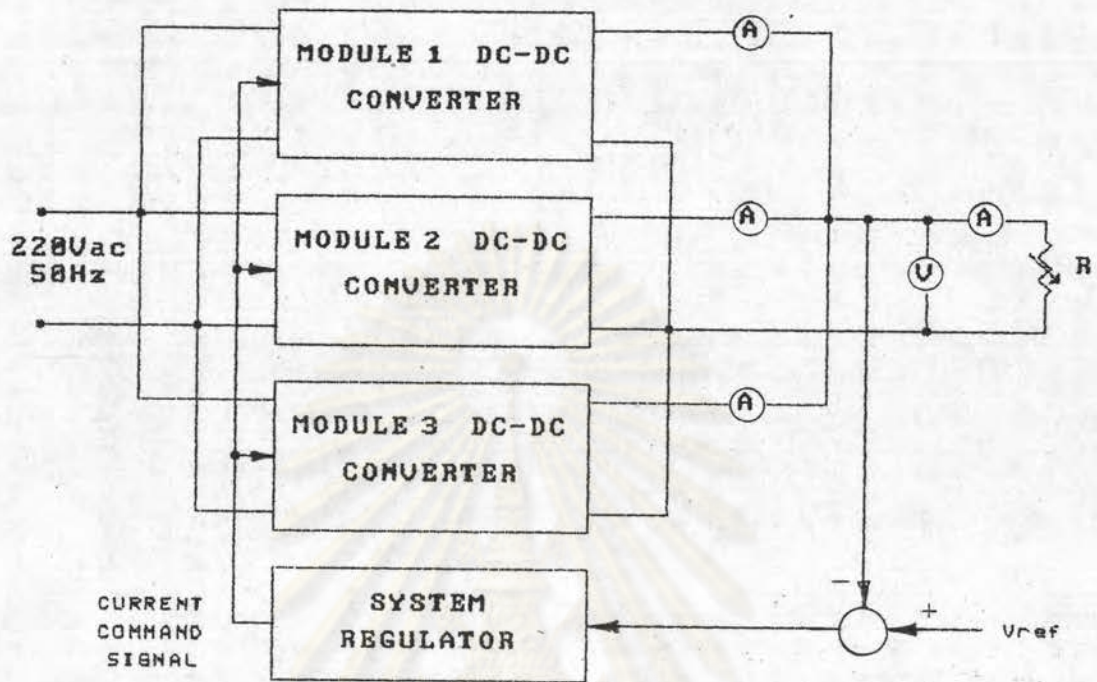 MODULE 1 DC-DC
CONVERTER
A
MODULE 2 DC-DC
CONVERTER
A
A
220Vac
50Hz
V
R
MODULE 3 DC-DC
CONVERTER
A
SYSTEM
REGULATOR
CURRENT
COMMAND
SIGNAL
−
+
Vref